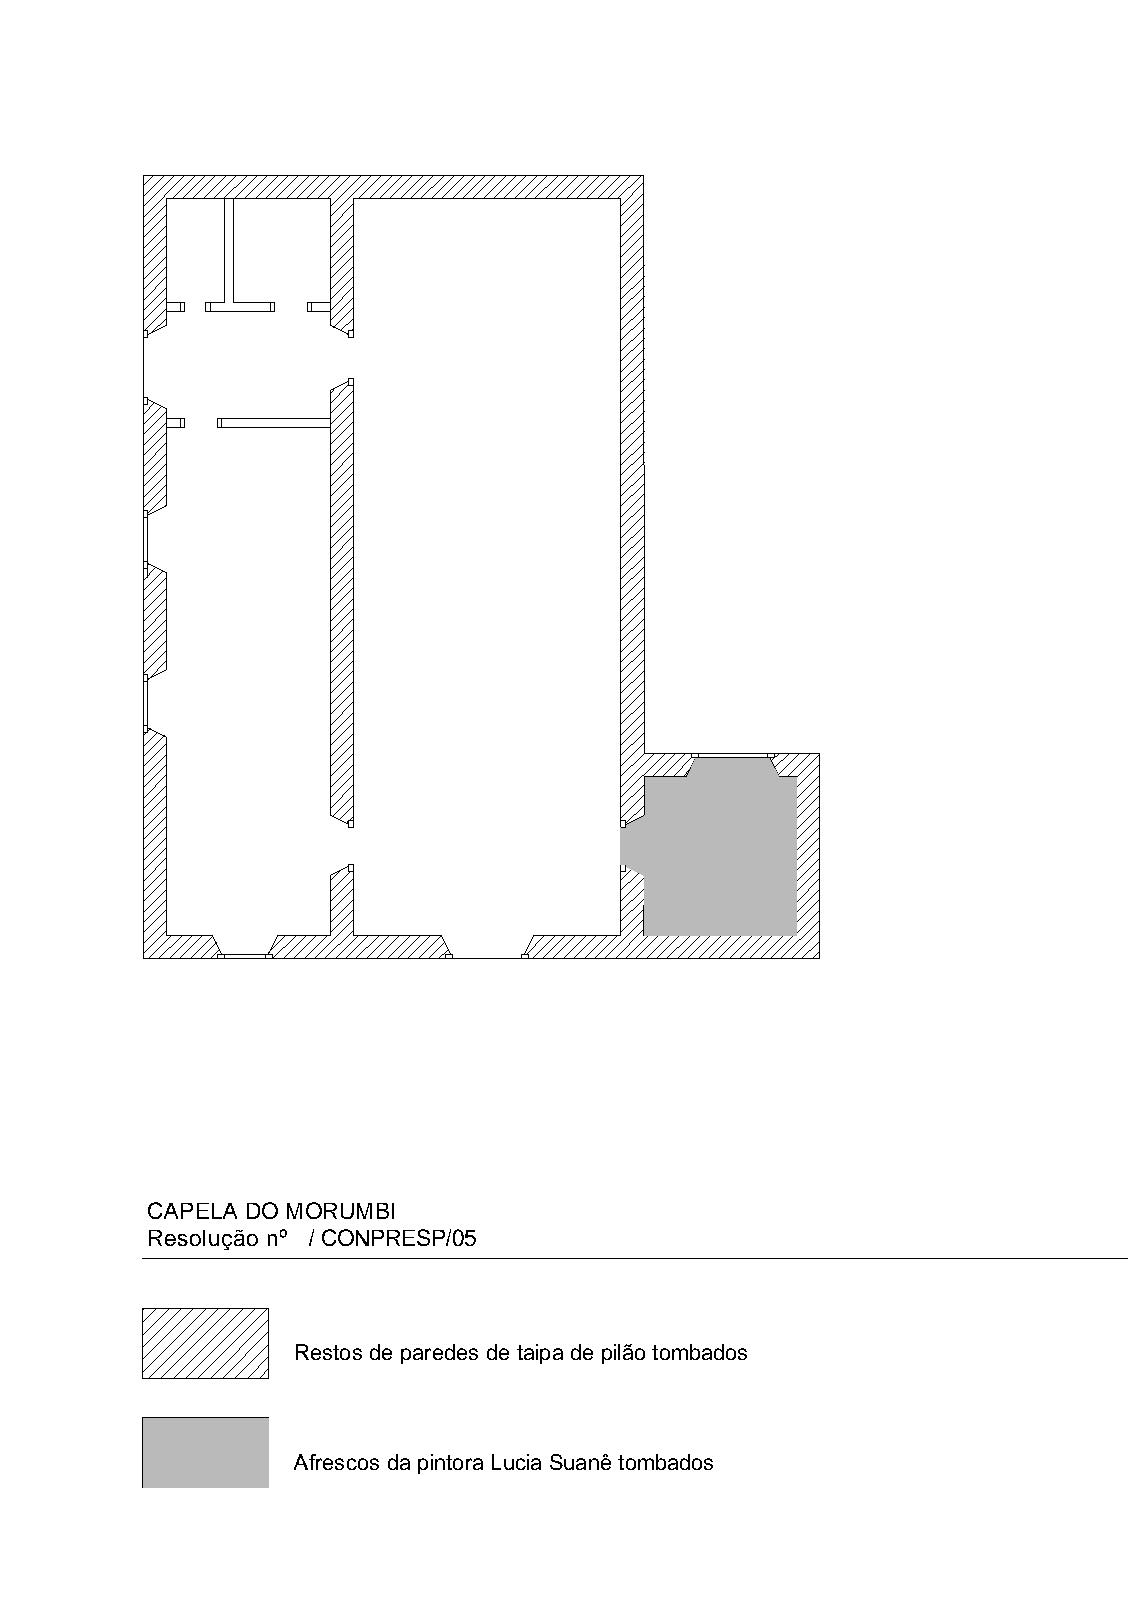 CAPELA DO MORUMBI
Resolução nº / CONPRESP/05
Restos de paredes de taipa de pilão tombados
Afrescos da pintora Lucia Suanê tombados